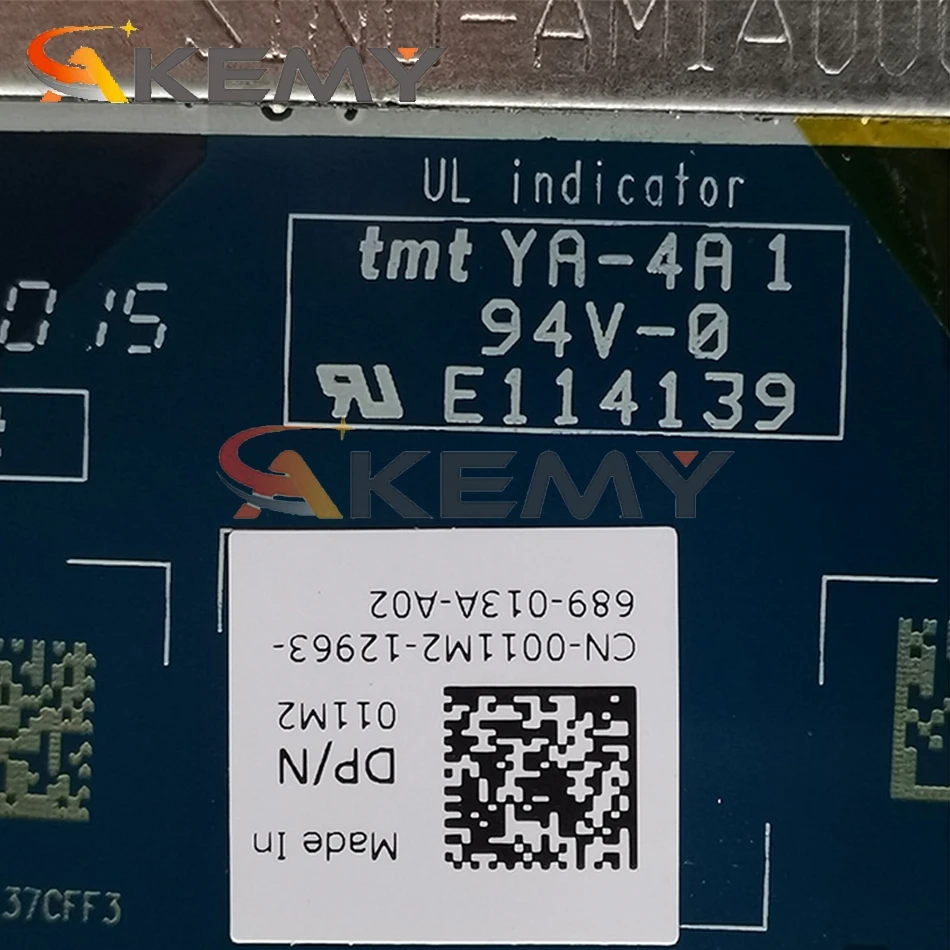 AKEMY
UL indicator
tmt YA-4A 1
94V-0
E114139
015
AKEMY
Made In
DP/N
011M2
CN-0011M2-12963-
689-013A-A02
37CFF3